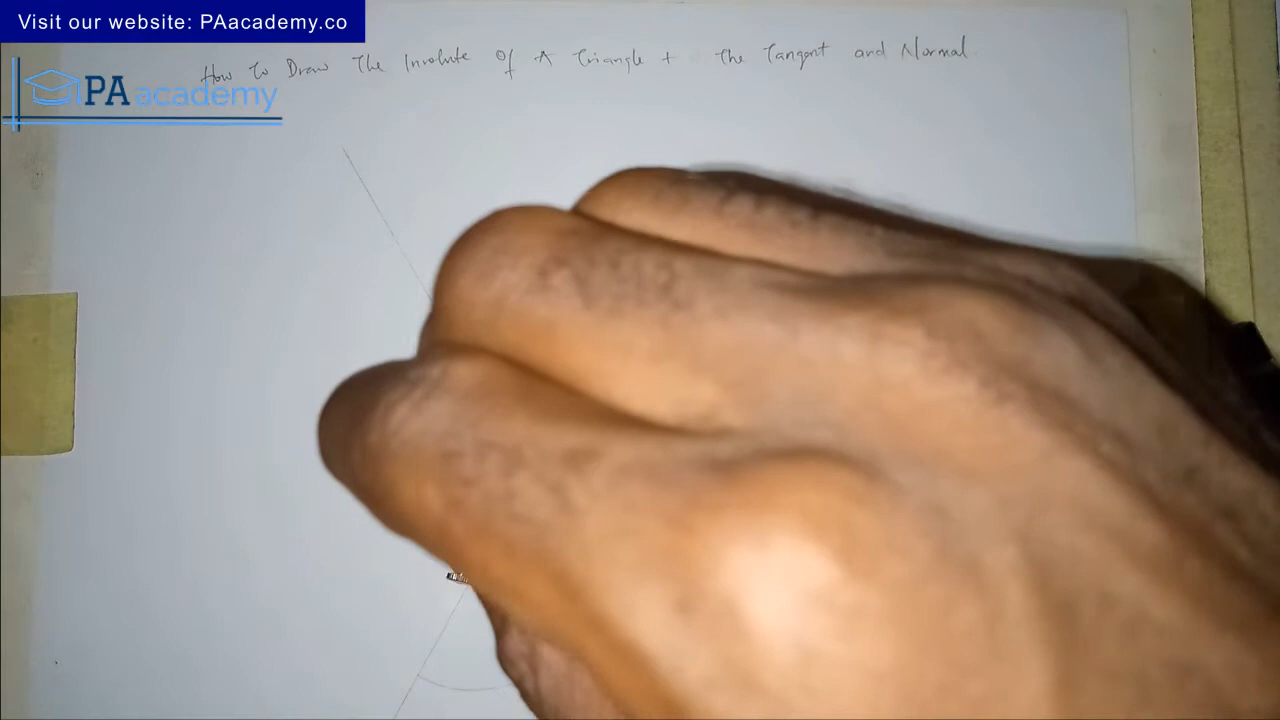 Visit our website: PAacademy.co
How To Draw The Involute Of A Triangle + The Tangent and Normal
PA academy